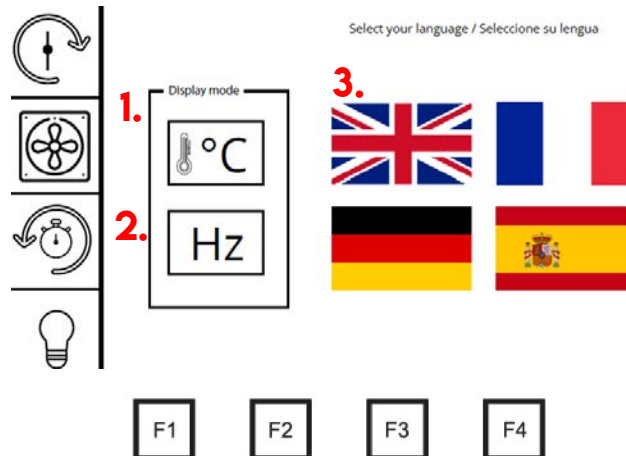 Select your language / Seleccione su lengua
Display mode
1.
°C
2.
Hz
3.
F1 F2 F3 F4